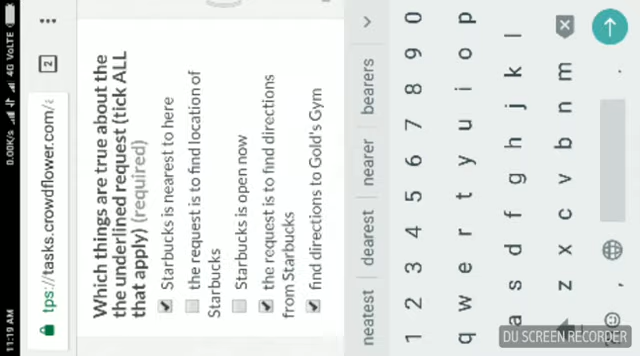 11:19 AM
0.00K/s
4G VoLTE
tps://tasks.crowdflower.com/
2
Which things are true about the
the underlined request (tick ALL
that apply) (required)
Starbucks is nearest to here
the request is to find location of
Starbucks
Starbucks is open now
the request is to find directions
from Starbucks
find directions to Gold's Gym
neatest dearest nearer bearers
1 2 3 4 5 6 7 8 9 0
q w e r t y u i o p
a s d f g h j k l
z x c v b n m
, .
DU SCREEN RECORDER